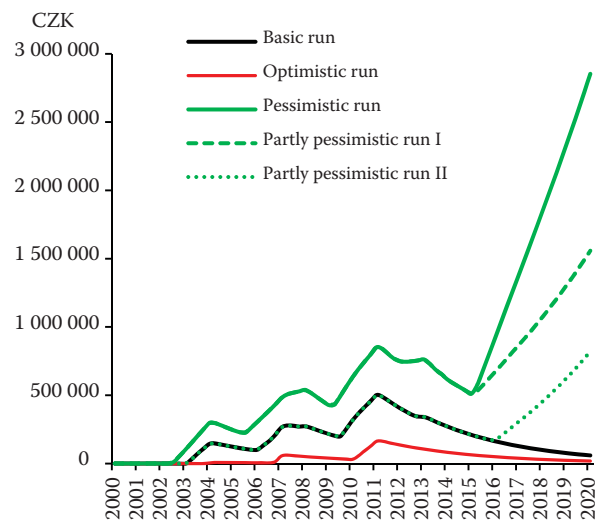 CZK
3 000 000
2 500 000
2 000 000
1 500 000
1 000 000
500 000
0
Basic run
Optimistic run
Pessimistic run
Partly pessimistic run I
Partly pessimistic run II
2000
2001
2002
2003
2004
2005
2006
2007
2008
2009
2010
2011
2012
2013
2014
2015
2016
2017
2018
2019
2020